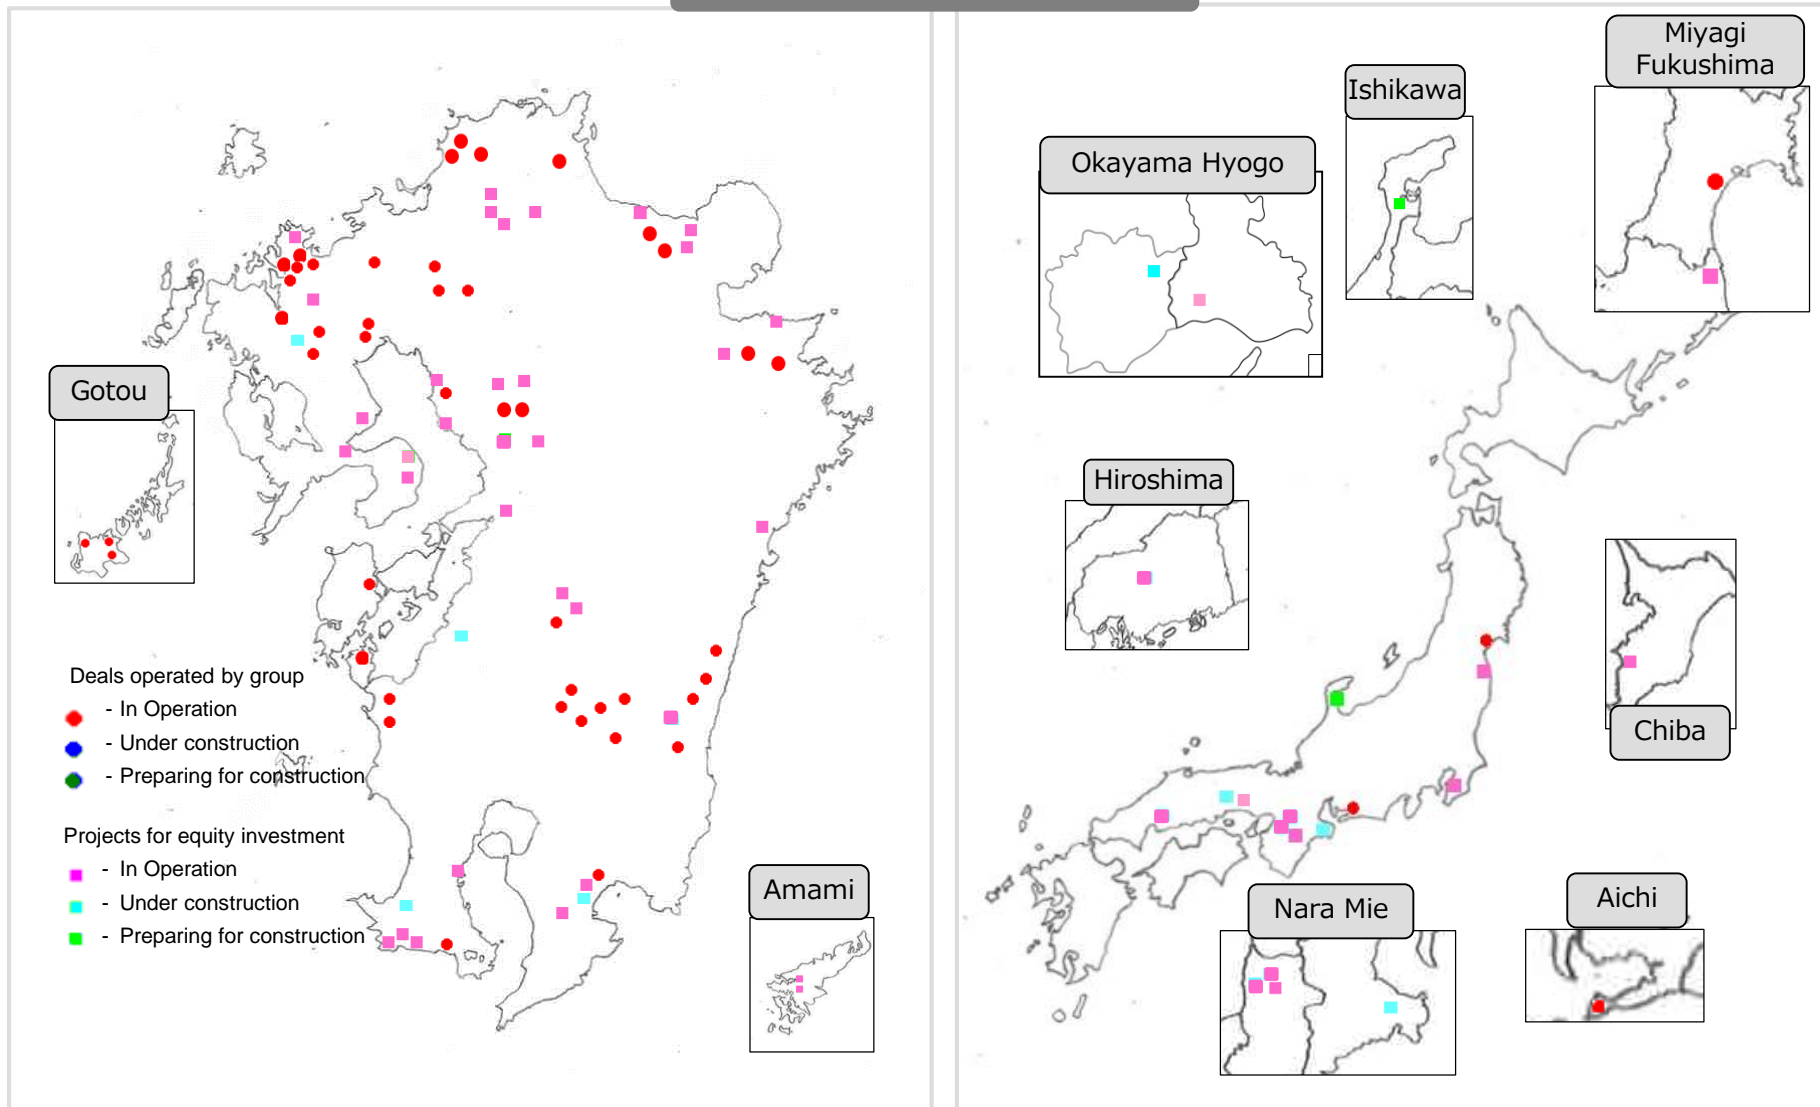 Gotou
Deals operated by group
- In Operation
- Under construction
- Preparing for construction
Projects for equity investment
- In Operation
- Under construction
- Preparing for construction
Amami
Okayama Hyogo
Ishikawa
Miyagi
Fukushima
Hiroshima
Chiba
Nara Mie
Aichi